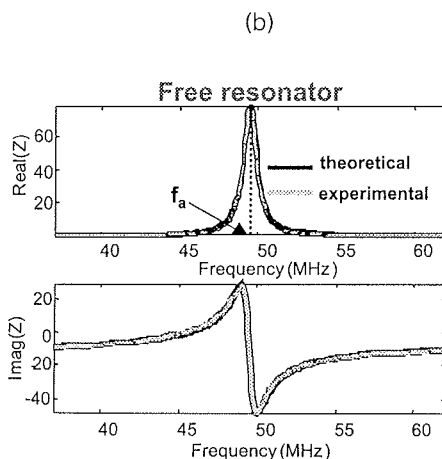 (b)
Free resonator
Real(Z)
60
40
20
theoretical
experimental
fa
40 45 50 55 60
Frequency (MHz)
Imag(Z)
20
0
-20
-40
40 45 50 55 60
Frequency (MHz)